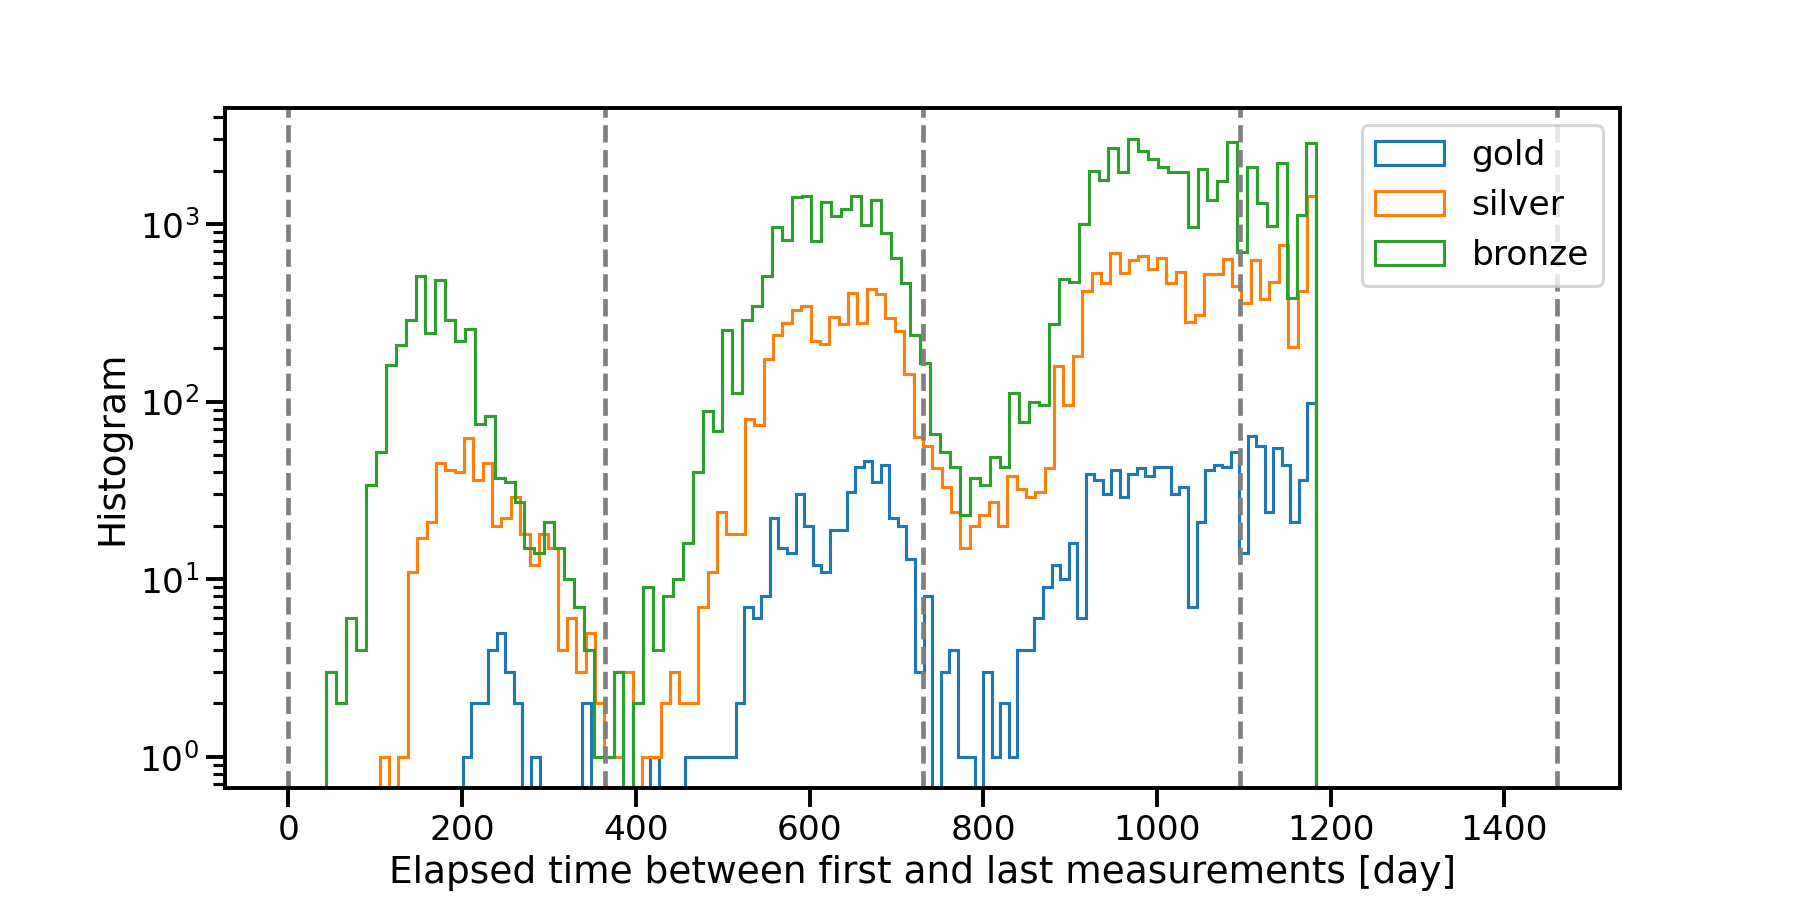 gold
silver
bronze
Histogram
10³
10²
10¹
10⁰
0 200 400 600 800 1000 1200 1400
Elapsed time between first and last measurements [day]